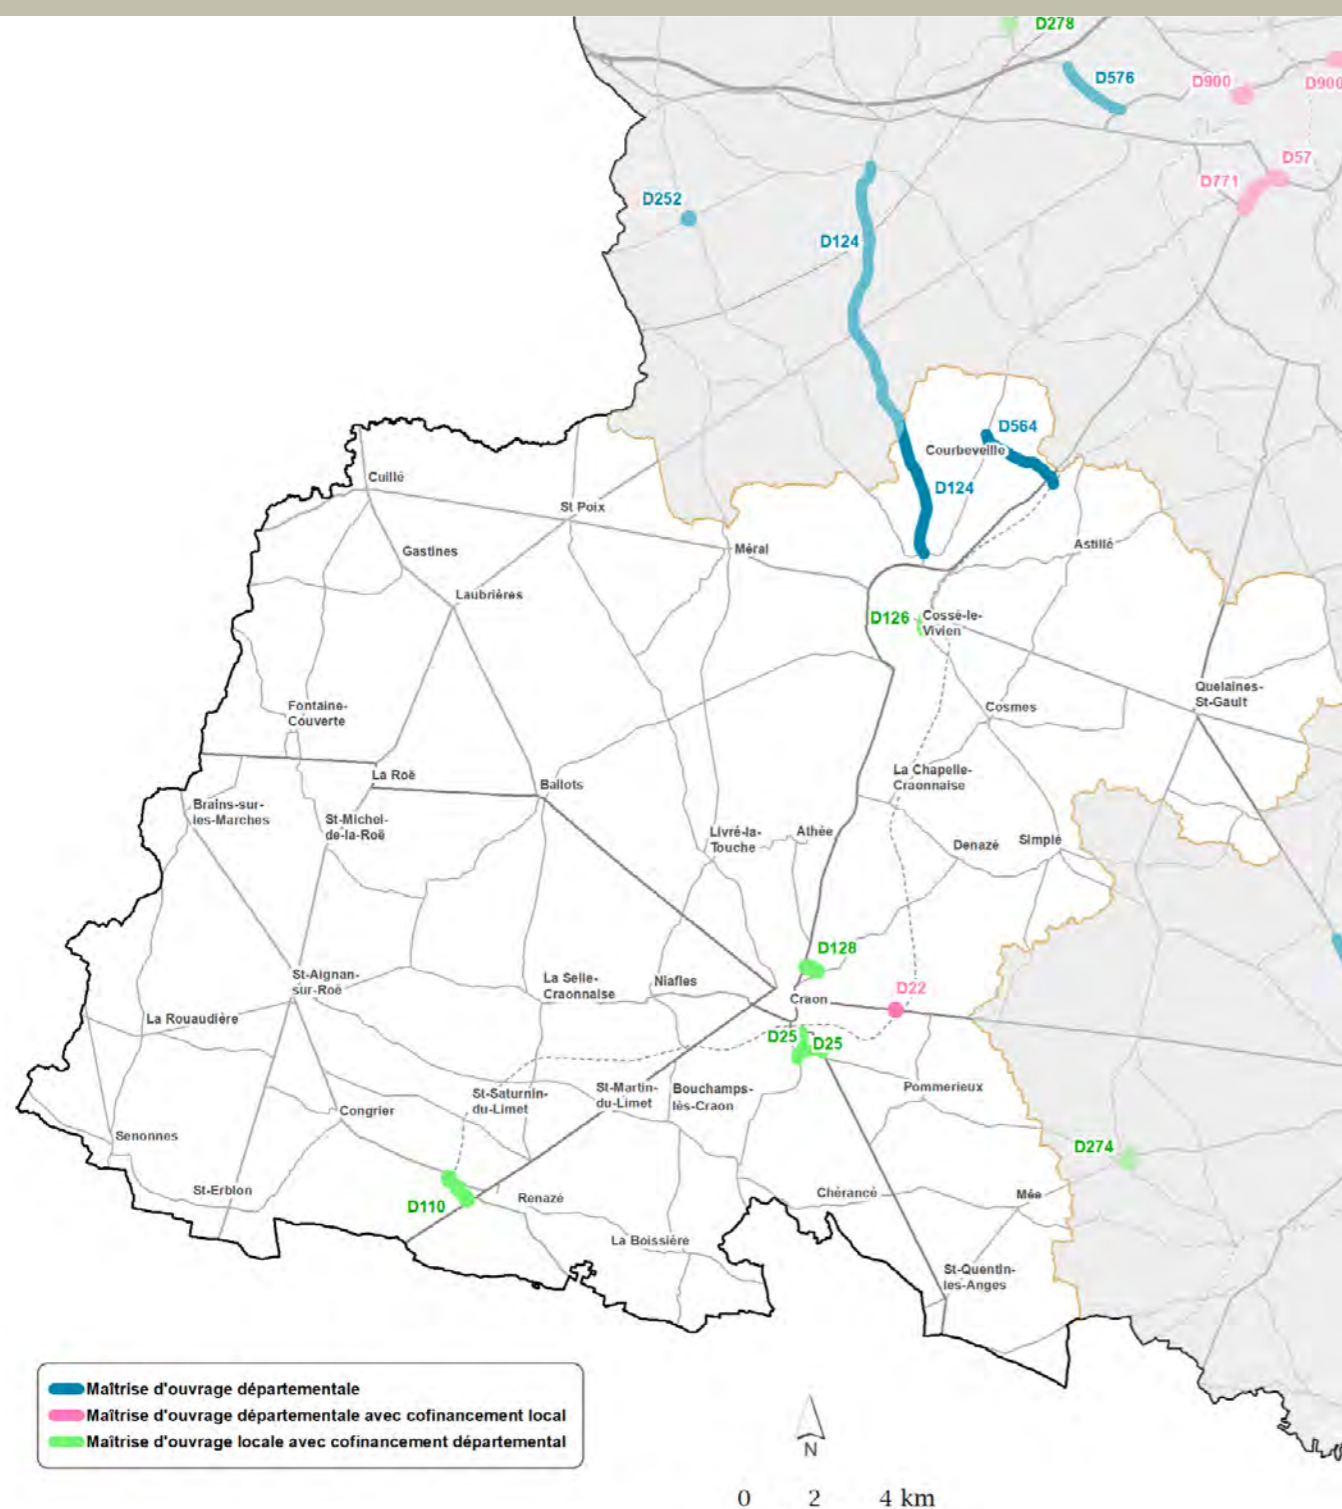 D278
D576
D900
D900
D57
D771
D252
D124
D564
Courbeveille
D124
Cuillé
St Poix
Gastines
Méral
Astillé
Laubrières
D126
Cossé-le-
Vivien
Quelaines-
St-Gault
Fontaine-
Couverte
Cosmes
La Roë
Ballots
La Chapelle-
Craonnaise
Brains-sur-
les-Marches
St-Michel-
de-la-Roë
Livré-la-
Touche
Athée
Denazé
Simplé
D128
St-Aignan-
sur-Roë
La Selle-
Craonnaise
Niafles
D22
Craon
La Rouaudière
D25
D25
St-Saturnin-
du-Limet
St-Martin-
du-Limet
Bouchamps-
lès-Craon
Pommerieux
Congrier
Senonnes
D274
St-Erblon
D110
Renazé
Chérancé
Mée
La Boissière
St-Quentin-
les-Anges
Maîtrise d'ouvrage départementale
Maîtrise d'ouvrage départementale avec cofinancement local
Maîtrise d'ouvrage locale avec cofinancement départemental
N
0 2 4 km